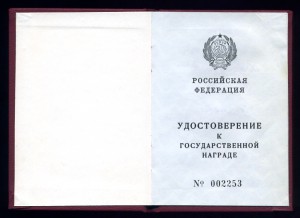 РОССИЙСКАЯ
ФЕДЕРАЦИЯ
УДОСТОВЕРЕНИЕ
К
ГОСУДАРСТВЕННОЙ
НАГРАДЕ
№ 002253